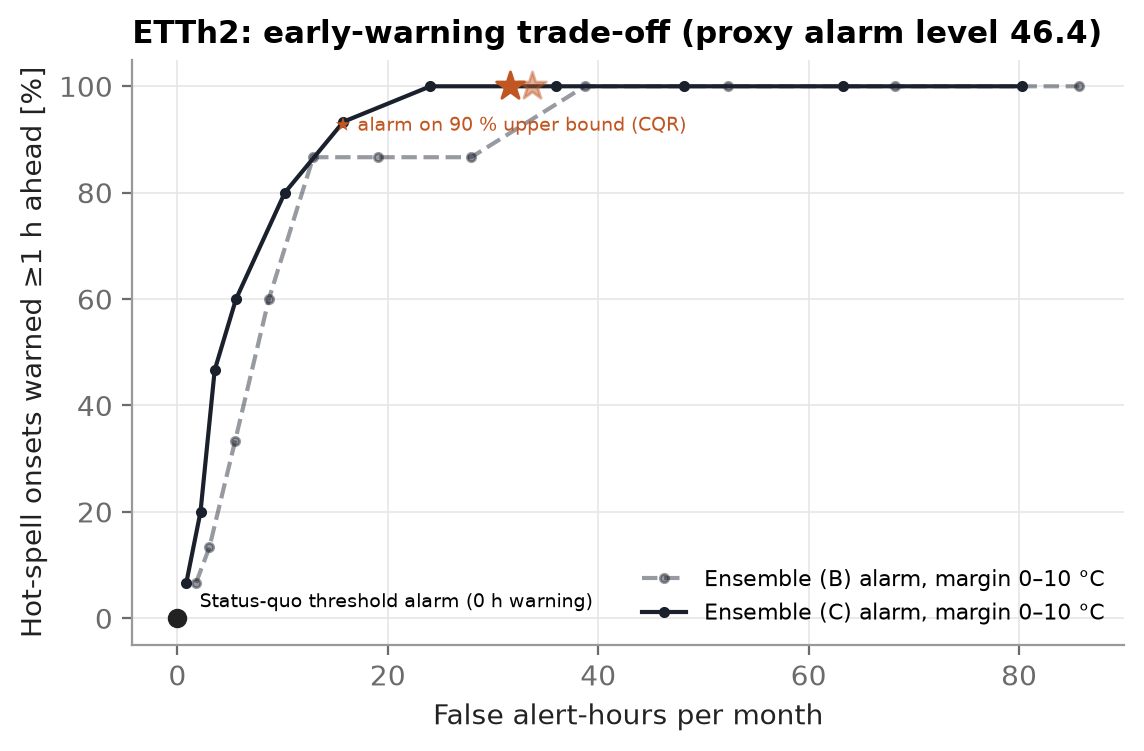 ETTh2: early-warning trade-off (proxy alarm level 46.4)
Hot-spell onsets warned ≥1 h ahead [%]
100
80
60
40
20
0
★ alarm on 90 % upper bound (CQR)
Status-quo threshold alarm (0 h warning)
Ensemble (B) alarm, margin 0–10 °C
Ensemble (C) alarm, margin 0–10 °C
0 20 40 60 80
False alert-hours per month